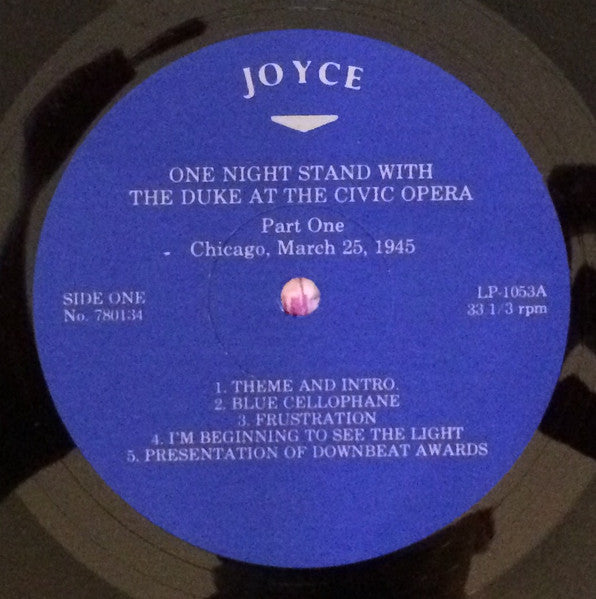 JOYCE
ONE NIGHT STAND WITH
THE DUKE AT THE CIVIC OPERA
Part One
Chicago, March 25, 1945
SIDE ONE
No. 780134
LP-1053A
33 1/3 rpm
1. THEME AND INTRO.
2. BLUE CELLOPHANE
3. FRUSTRATION
4. I'M BEGINNING TO SEE THE LIGHT
5. PRESENTATION OF DOWNBEAT AWARDS